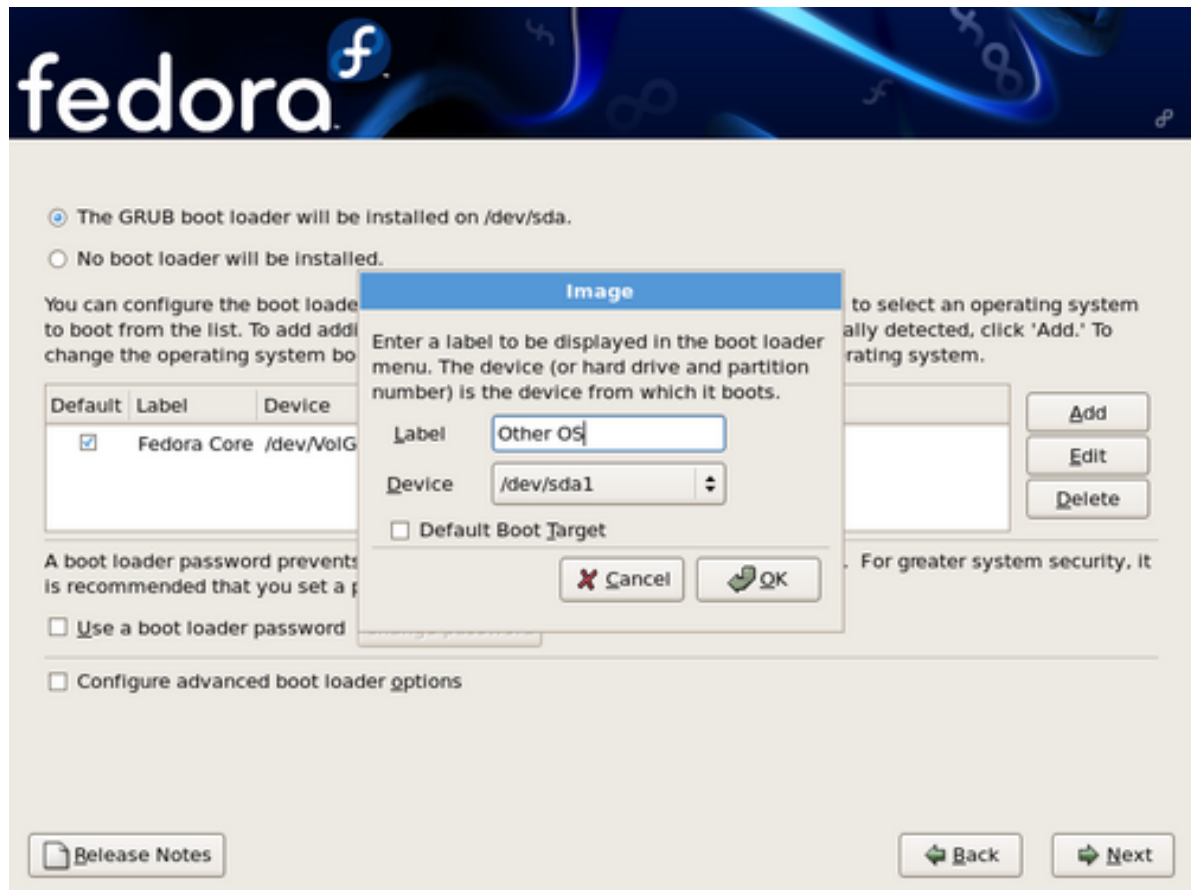 fedora
The GRUB boot loader will be installed on /dev/sda.
No boot loader will be installed.
You can configure the boot loade
to select an operating system
to boot from the list. To add addi
ally detected, click 'Add.' To
change the operating system bo
rating system.
Image
Enter a label to be displayed in the boot loader
menu. The device (or hard drive and partition
number) is the device from which it boots.
Label Other OS
Device /dev/sda1
Default Boot Target
Cancel OK
Default Label Device
Fedora Core /dev/VolG
Add
Edit
Delete
A boot loader password prevents
. For greater system security, it
is recommended that you set a p
Use a boot loader password
Configure advanced boot loader options
Release Notes Back Next